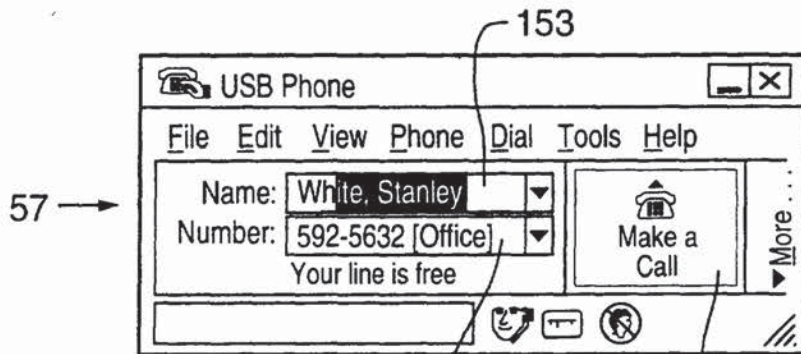 153
USB Phone
File Edit View Phone Dial Tools Help
57
Name: White, Stanley
Number: 592-5632 [Office]
Your line is free
Make a
Call
More ...